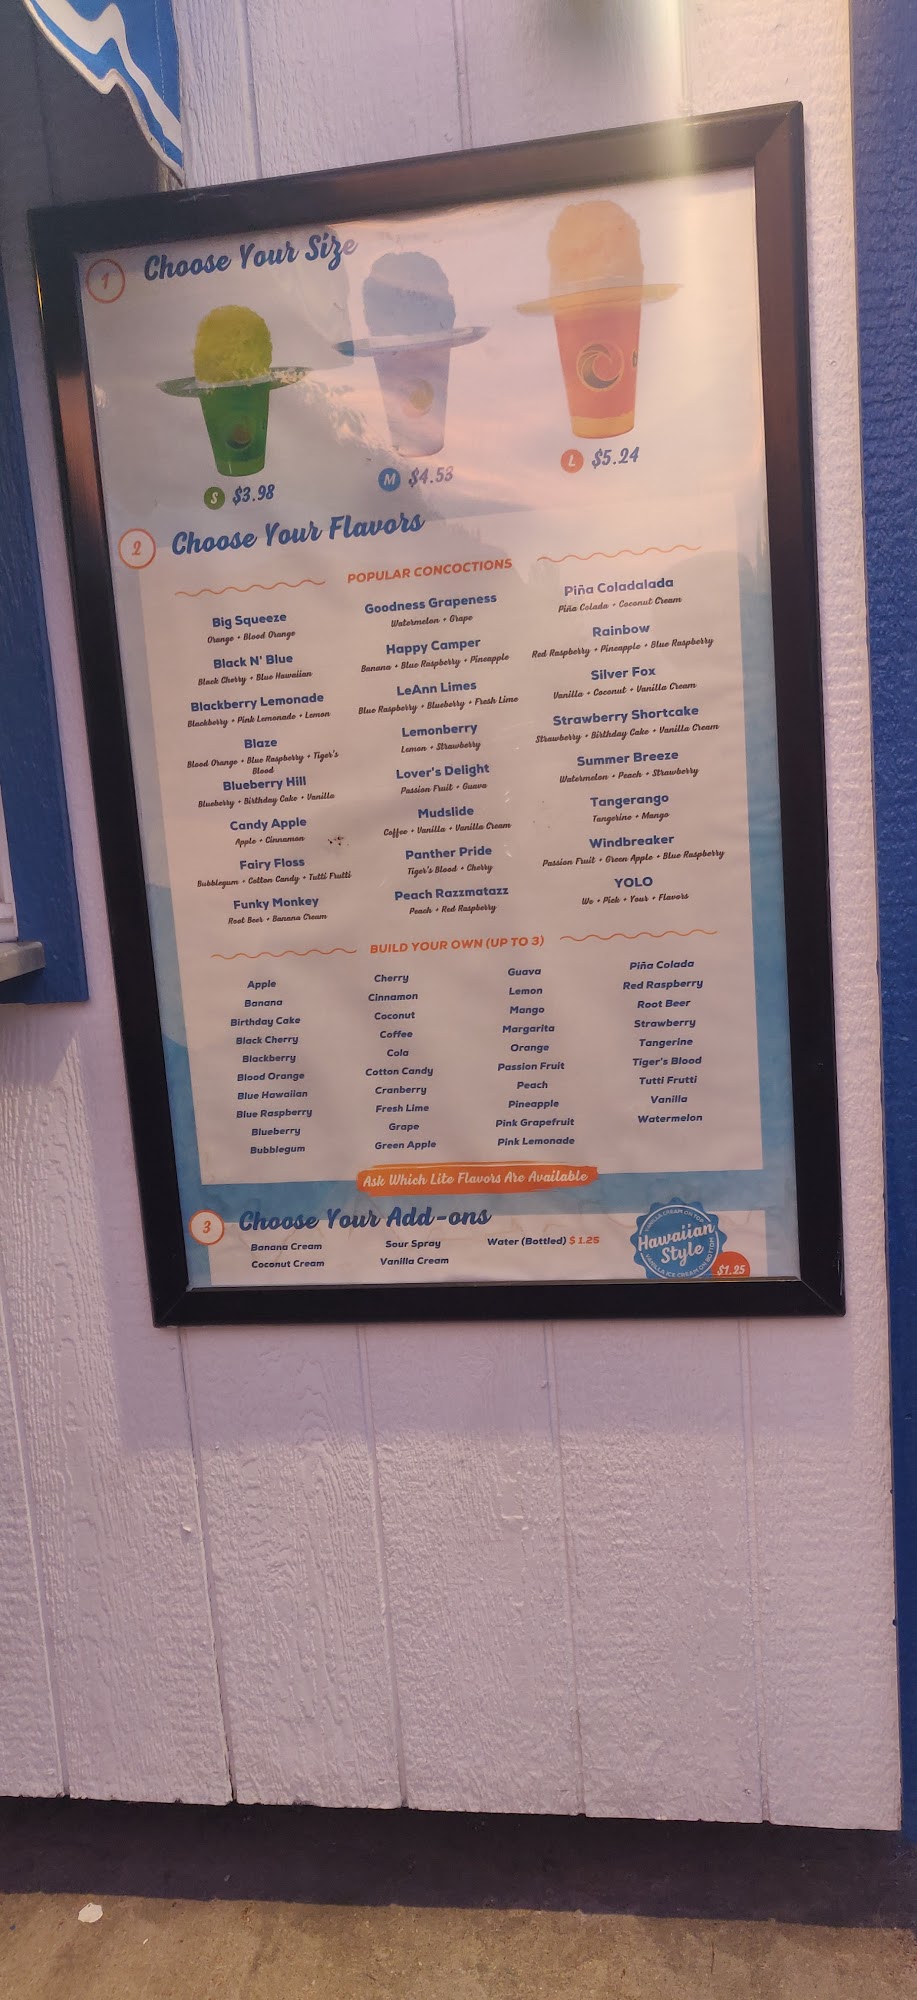 1 Choose Your Size
S $3.98
M $4.53
L $5.24
2 Choose Your Flavors
POPULAR CONCOCTIONS
Big Squeeze
Orange • Blood Orange
Black N' Blue
Black Cherry • Blue Hawaiian
Blackberry Lemonade
Blackberry • Pink Lemonade • Lemon
Blaze
Blood Orange • Blue Raspberry • Tiger's
Blood
Blueberry Hill
Blueberry • Birthday Cake • Vanilla
Candy Apple
Apple • Cinnamon
Fairy Floss
Bubblegum • Cotton Candy • Tutti Frutti
Funky Monkey
Root Beer • Banana Cream
Goodness Grapeness
Watermelon • Grape
Happy Camper
Banana • Blue Raspberry • Pineapple
LeAnn Limes
Blue Raspberry • Blueberry • Fresh Lime
Lemonberry
Lemon • Strawberry
Lover's Delight
Passion Fruit • Guava
Mudslide
Coffee • Vanilla • Vanilla Cream
Panther Pride
Tiger's Blood • Cherry
Peach Razzmatazz
Peach • Red Raspberry
Piña Coladalada
Piña Colada • Coconut Cream
Rainbow
Red Raspberry • Pineapple • Blue Raspberry
Silver Fox
Vanilla • Coconut • Vanilla Cream
Strawberry Shortcake
Strawberry • Birthday Cake • Vanilla Cream
Summer Breeze
Watermelon • Peach • Strawberry
Tangerango
Tangerine • Mango
Windbreaker
Passion Fruit • Green Apple • Blue Raspberry
YOLO
We • Pick • Your • Flavors
BUILD YOUR OWN (UP TO 3)
Apple
Banana
Birthday Cake
Black Cherry
Blackberry
Blood Orange
Blue Hawaiian
Blue Raspberry
Blueberry
Bubblegum
Cherry
Cinnamon
Coconut
Coffee
Cola
Cotton Candy
Cranberry
Fresh Lime
Grape
Green Apple
Guava
Lemon
Mango
Margarita
Orange
Passion Fruit
Peach
Pineapple
Pink Grapefruit
Pink Lemonade
Piña Colada
Red Raspberry
Root Beer
Strawberry
Tangerine
Tiger's Blood
Tutti Frutti
Vanilla
Watermelon
Ask Which Lite Flavors Are Available
3 Choose Your Add-ons
Banana Cream
Coconut Cream
Sour Spray
Vanilla Cream
Water (Bottled) $1.25
VANILLA CREAM ON TOP
Hawaiian
Style
VANILLA ICE CREAM ON BOTTOM
$1.25